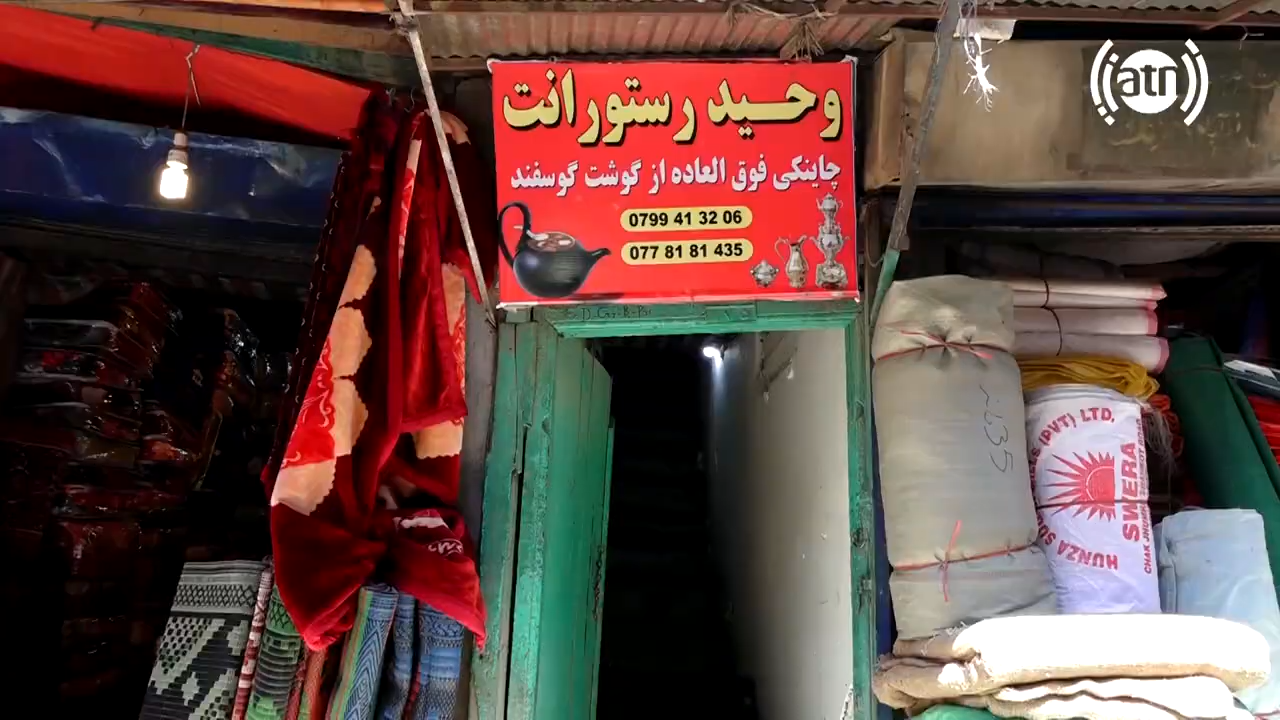 وحید رستورانت
چاینکی فوق العاده از گوشت گوسفند
0799 41 32 06
077 81 81 435
atn
(PVT) LTD,
SWERA
HUNZA